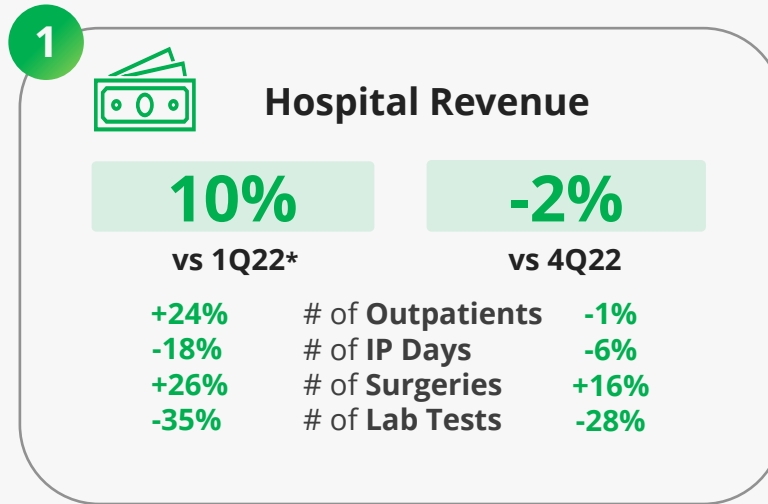 1
Hospital Revenue
10% -2%
vs 1Q22* vs 4Q22
+24% # of Outpatients -1%
-18% # of IP Days -6%
+26% # of Surgeries +16%
-35% # of Lab Tests -28%